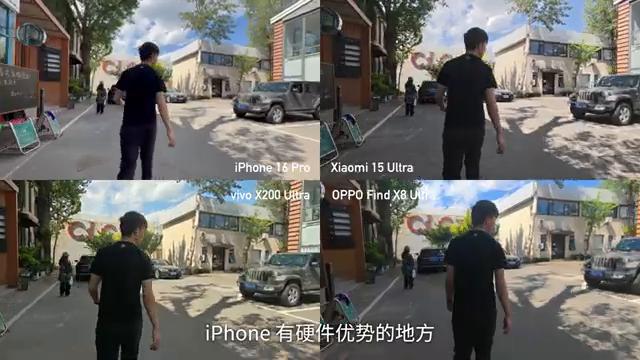 iPhone 16 Pro
Xiaomi 15 Ultra
vivo X200 Ultra
OPPO Find X8 Ultra
iPhone 有硬件优势的地方